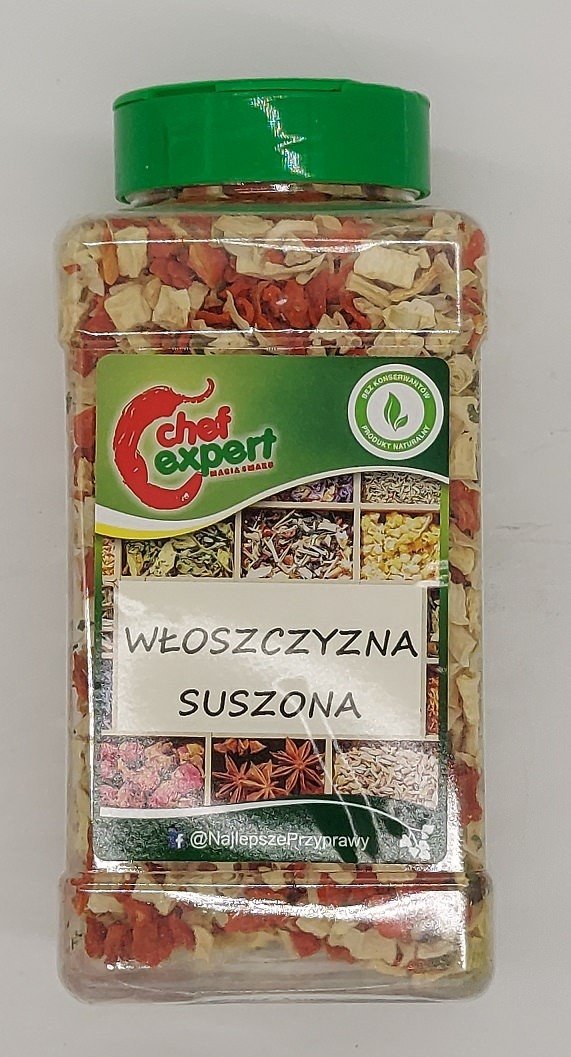 BEZ KONSERWANTÓW
PRODUKT NATURALNY
chef
expert
MAGIA SMAKU
WŁOSZCZYZNA
SUSZONA
f @NajlepszePrzyprawy